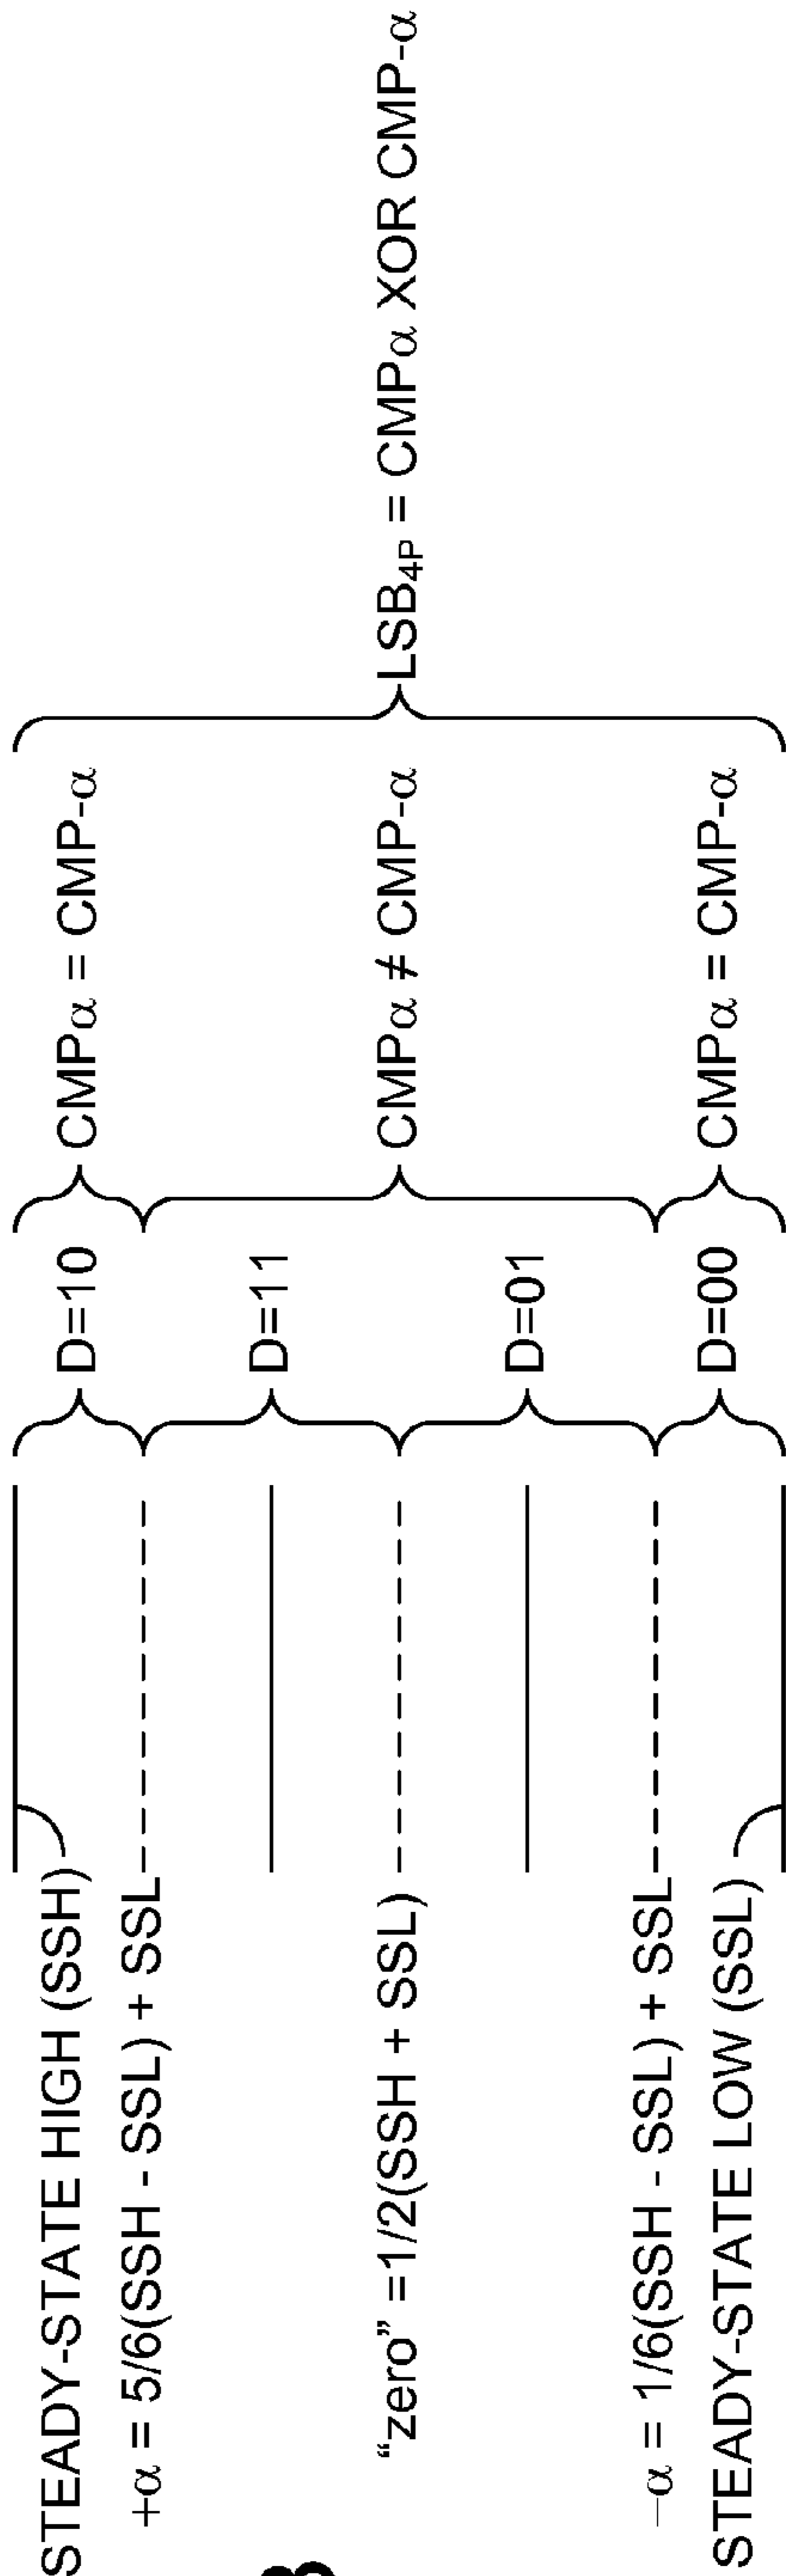 STEADY-STATE HIGH (SSH)
+α = 5/6(SSH - SSL) + SSL
“zero” =1/2(SSH + SSL)
−α = 1/6(SSH - SSL) + SSL
STEADY-STATE LOW (SSL)
D=10
D=11
D=01
D=00
CMPα = CMP-α
CMPα ≠ CMP-α
CMPα = CMP-α
LSB₄P = CMPα XOR CMP-α